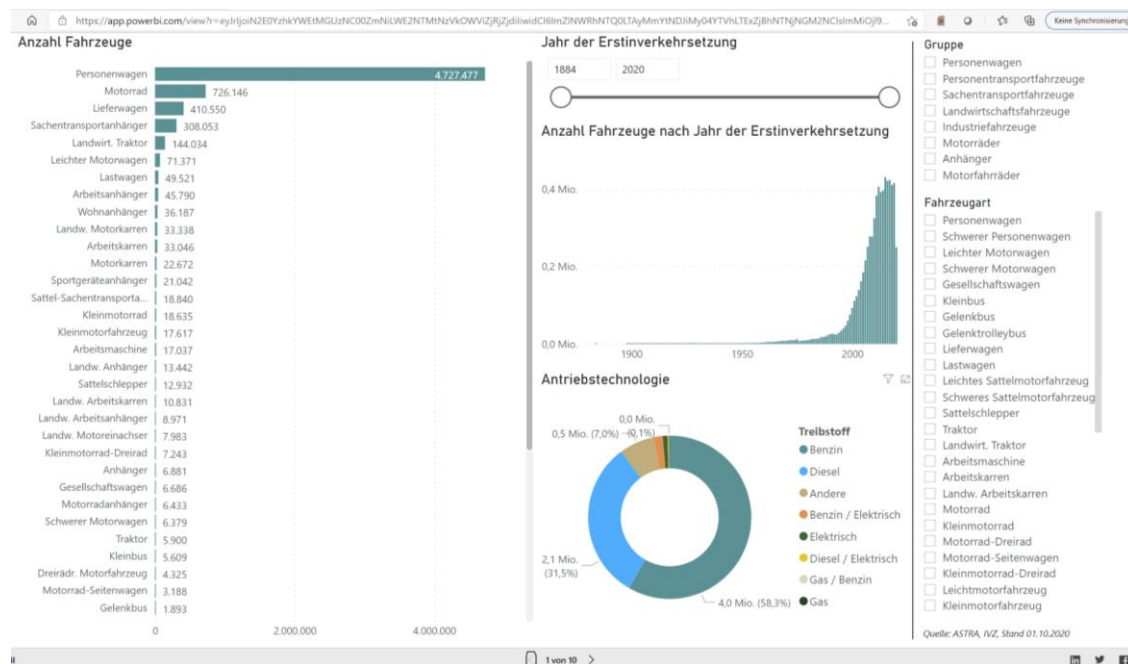 Keine Synchronisierung
Anzahl Fahrzeuge
Personenwagen 4.727.477
Motorrad 726.146
Lieferwagen 410.550
Sachentransportanhänger 308.053
Landwirt. Traktor 144.034
Leichter Motorwagen 71.371
Lastwagen 49.521
Arbeitsanhänger 45.790
Wohnanhänger 36.187
Landw. Motorkarren 33.338
Arbeitskarren 33.046
Motorkarren 22.672
Sportgeräteanhänger 21.042
Sattel-Sachentransporta... 18.840
Kleinmotorrad 18.635
Kleinmotorfahrzeug 17.617
Arbeitsmaschine 17.037
Landw. Anhänger 13.442
Sattelschlepper 12.932
Landw. Arbeitskarren 10.831
Landw. Arbeitsanhänger 8.971
Landw. Motoreinachser 7.983
Kleinmotorrad-Dreirad 7.243
Anhänger 6.881
Gesellschaftswagen 6.686
Motorradanhänger 6.433
Schwerer Motorwagen 6.379
Traktor 5.900
Kleinbus 5.609
Dreirädr. Motorfahrzeug 4.325
Motorrad-Seitenwagen 3.188
Gelenkbus 1.893
0 2.000.000 4.000.000
Jahr der Erstinverkehrsetzung
1884 2020
Anzahl Fahrzeuge nach Jahr der Erstinverkehrsetzung
0,4 Mio.
0,2 Mio.
0,0 Mio.
1900 1950 2000
Antriebstechnologie
0,0 Mio.
(0,1%)
0,5 Mio. (7,0%)
2,1 Mio.
(31,5%)
4,0 Mio. (58,3%)
Treibstoff
Benzin
Diesel
Andere
Benzin / Elektrisch
Elektrisch
Diesel / Elektrisch
Gas / Benzin
Gas
Gruppe
Personenwagen
Personentransportfahrzeuge
Sachentransportfahrzeuge
Landwirtschaftsfahrzeuge
Industriefahrzeuge
Motorräder
Anhänger
Motorfahrräder
Fahrzeugart
Personenwagen
Schwerer Personenwagen
Leichter Motorwagen
Schwerer Motorwagen
Gesellschaftswagen
Kleinbus
Gelenkbus
Gelenktrolleybus
Lieferwagen
Lastwagen
Leichtes Sattelmotorfahrzeug
Schweres Sattelmotorfahrzeug
Sattelschlepper
Traktor
Landwirt. Traktor
Arbeitsmaschine
Arbeitskarren
Landw. Arbeitskarren
Motorrad
Kleinmotorrad
Motorrad-Dreirad
Motorrad-Seitenwagen
Kleinmotorrad-Dreirad
Leichtmotorfahrzeug
Kleinmotorfahrzeug
Quelle: ASTRA, IVZ, Stand 01.10.2020
1 von 10